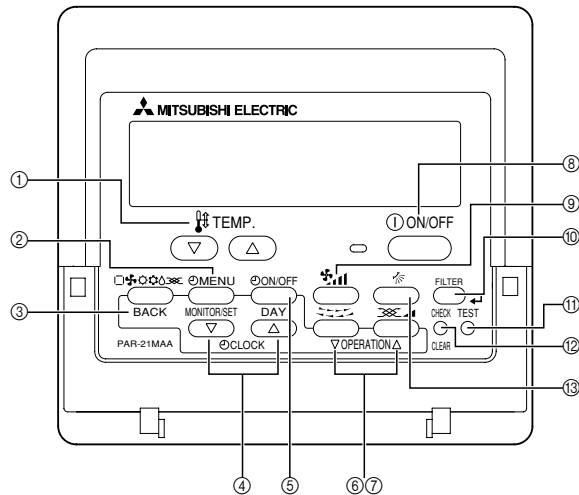 MITSUBISHI ELECTRIC
① TEMP. ON/OFF ⑧
⑨
② MENU ON/OFF FILTER ⑩
③ BACK MONITOR/SET DAY CHECK TEST ⑪
PAR-21MAA CLOCK ▽OPERATION△ CLEAR ⑫
⑬
④ ⑤ ⑥⑦